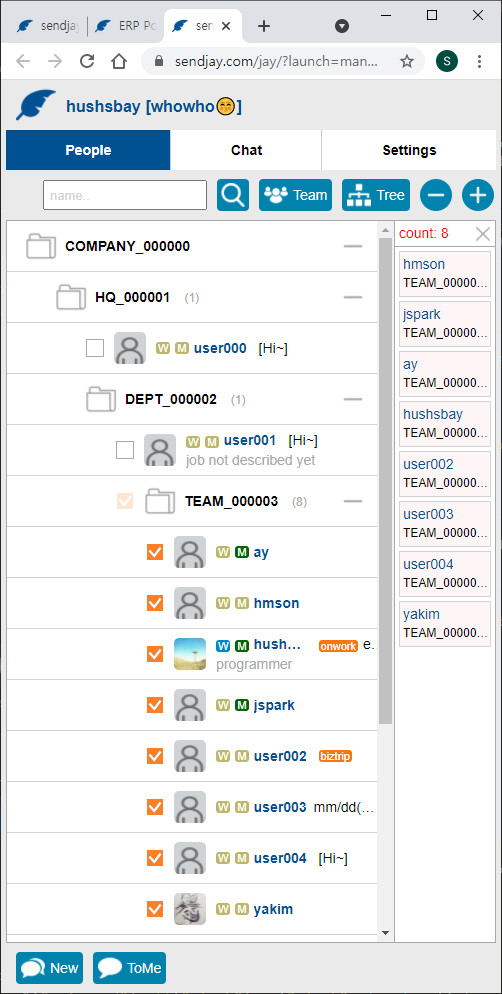 sendjay
ERP Po
sen
sendjay.com/jay/?launch=man...
S
hushsbay [whowho😄]
People Chat Settings
name.. Team Tree
COMPANY_000000
HQ_000001 (1)
W M user000 [Hi~]
DEPT_000002 (1)
W M user001 [Hi~]
job not described yet
TEAM_000003 (8)
W M ay
W M hmson
W M hush... onwork e..
programmer
W M jspark
W M user002 biztrip
W M user003 mm/dd(...
W M user004 [Hi~]
W M yakim
count: 8
hmson
TEAM_00000...
jspark
TEAM_00000...
ay
TEAM_00000...
hushsbay
TEAM_00000...
user002
TEAM_00000...
user003
TEAM_00000...
user004
TEAM_00000...
yakim
TEAM_00000...
New ToMe